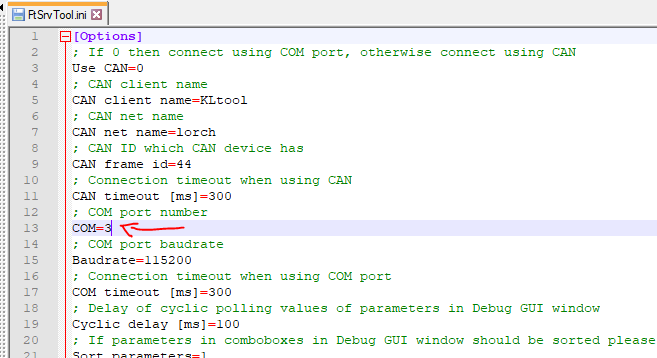 FtSrvTool.ini
1 [Options]
2 ; If 0 then connect using COM port, otherwise connect using CAN
3 Use CAN=0
4 ; CAN client name
5 CAN client name=KLtool
6 ; CAN net name
7 CAN net name=lorch
8 ; CAN ID which CAN device has
9 CAN frame id=44
10 ; Connection timeout when using CAN
11 CAN timeout [ms]=300
12 ; COM port number
13 COM=3
14 ; COM port baudrate
15 Baudrate=115200
16 ; Connection timeout when using COM port
17 COM timeout [ms]=300
18 ; Delay of cyclic polling values of parameters in Debug GUI window
19 Cyclic delay [ms]=100
20 ; If parameters in comboboxes in Debug GUI window should be sorted please
21 Sort parameters=1